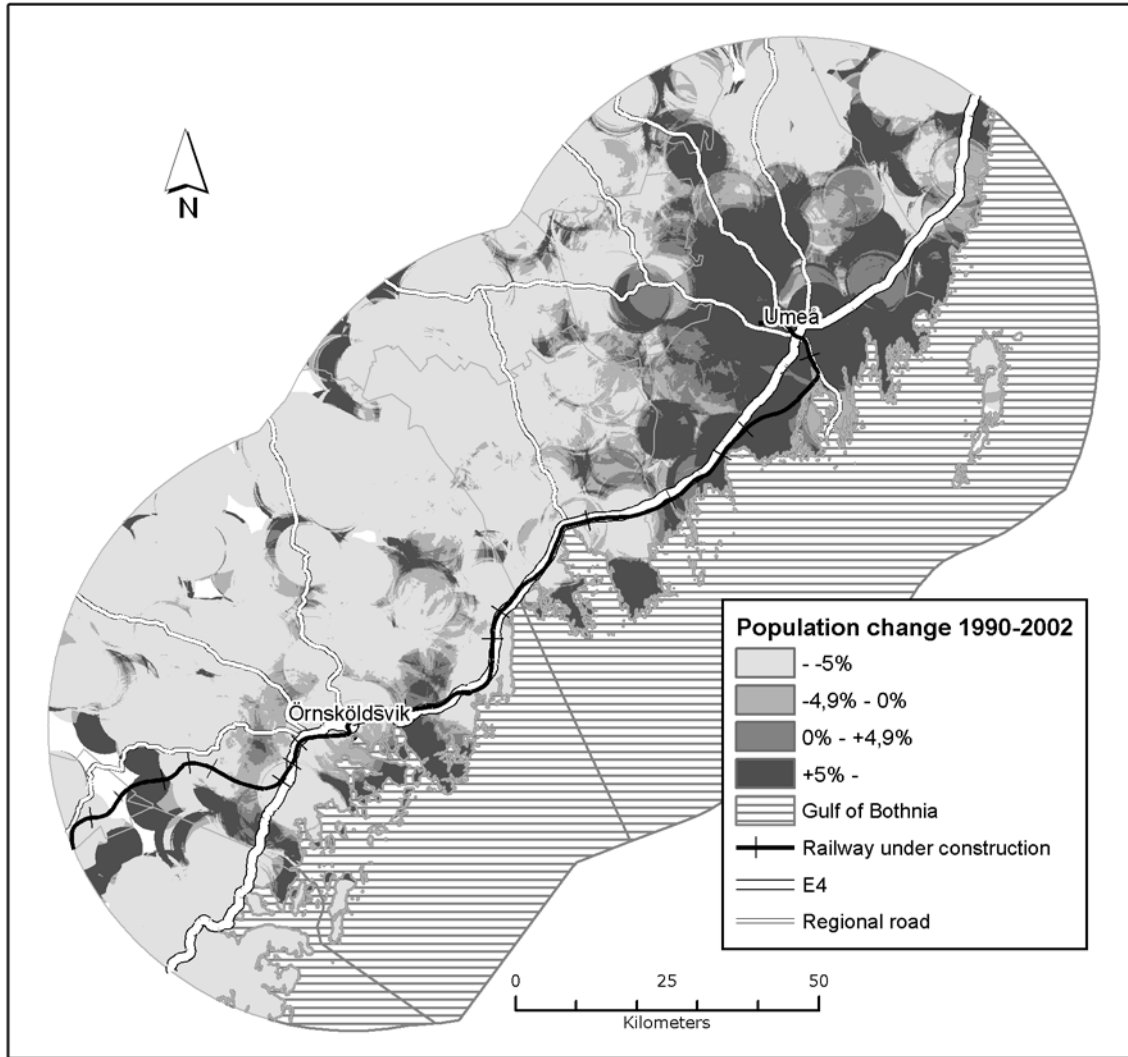 N
Umeå
Örnsköldsvik
Population change 1990-2002
- -5%
-4,9% - 0%
0% - +4,9%
+5% -
Gulf of Bothnia
Railway under construction
E4
Regional road
0 25 50
Kilometers